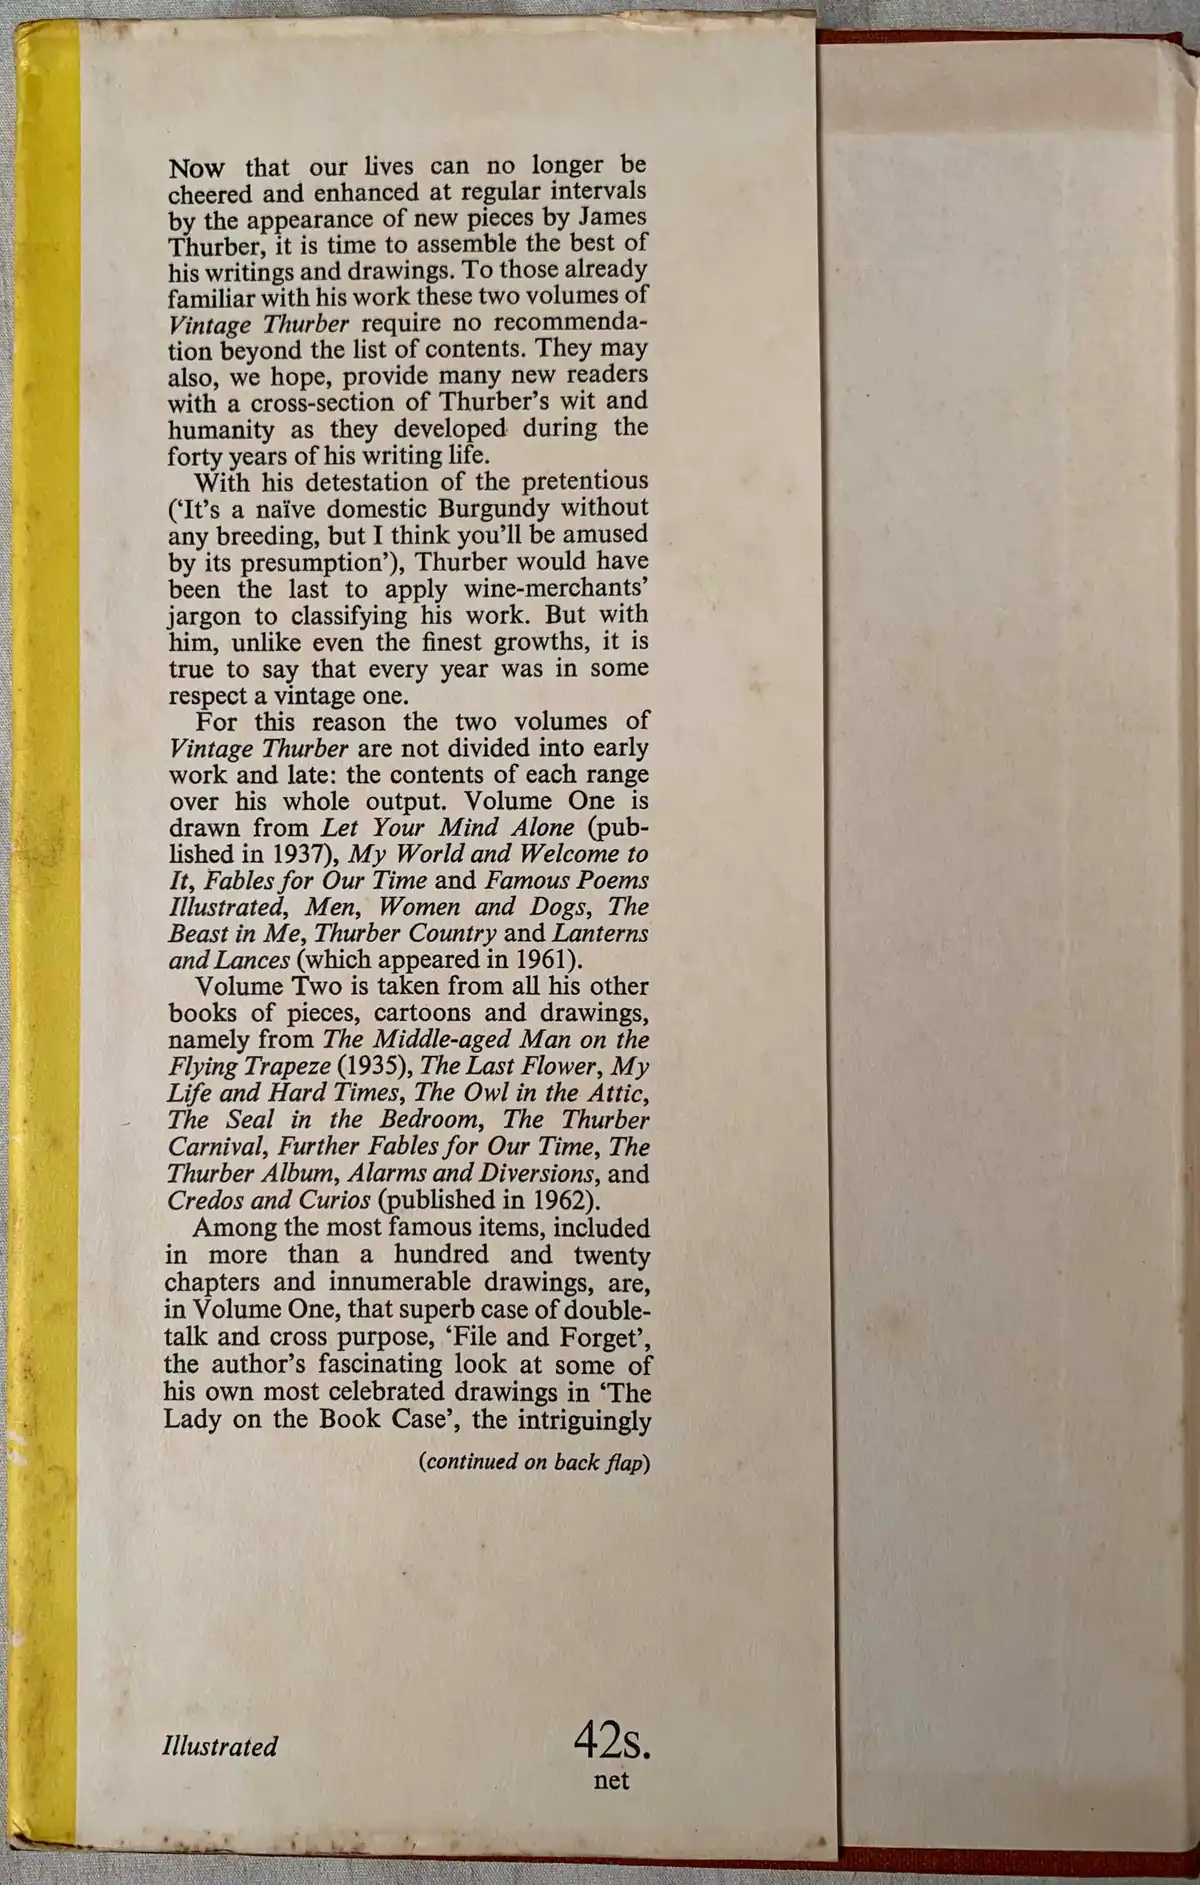 Now that our lives can no longer be
cheered and enhanced at regular intervals
by the appearance of new pieces by James
Thurber, it is time to assemble the best of
his writings and drawings. To those already
familiar with his work these two volumes of
Vintage Thurber require no recommenda-
tion beyond the list of contents. They may
also, we hope, provide many new readers
with a cross-section of Thurber's wit and
humanity as they developed during the
forty years of his writing life.
With his detestation of the pretentious
('It's a naïve domestic Burgundy without
any breeding, but I think you'll be amused
by its presumption'), Thurber would have
been the last to apply wine-merchants'
jargon to classifying his work. But with
him, unlike even the finest growths, it is
true to say that every year was in some
respect a vintage one.
For this reason the two volumes of
Vintage Thurber are not divided into early
work and late: the contents of each range
over his whole output. Volume One is
drawn from Let Your Mind Alone (pub-
lished in 1937), My World and Welcome to
It, Fables for Our Time and Famous Poems
Illustrated, Men, Women and Dogs, The
Beast in Me, Thurber Country and Lanterns
and Lances (which appeared in 1961).
Volume Two is taken from all his other
books of pieces, cartoons and drawings,
namely from The Middle-aged Man on the
Flying Trapeze (1935), The Last Flower, My
Life and Hard Times, The Owl in the Attic,
The Seal in the Bedroom, The Thurber
Carnival, Further Fables for Our Time, The
Thurber Album, Alarms and Diversions, and
Credos and Curios (published in 1962).
Among the most famous items, included
in more than a hundred and twenty
chapters and innumerable drawings, are,
in Volume One, that superb case of double-
talk and cross purpose, 'File and Forget',
the author's fascinating look at some of
his own most celebrated drawings in 'The
Lady on the Book Case', the intriguingly
(continued on back flap)
Illustrated
42s.
net